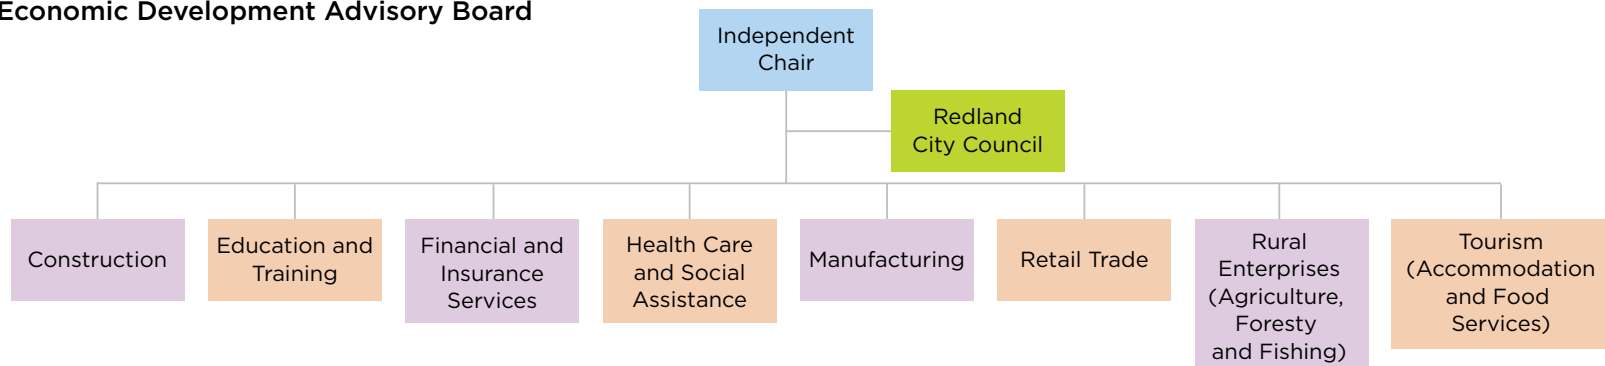 Economic Development Advisory Board
Independent
Chair
Redland
City Council
Construction
Education and
Training
Financial and
Insurance
Services
Health Care
and Social
Assistance
Manufacturing
Retail Trade
Rural
Enterprises
(Agriculture,
Foresty
and Fishing)
Tourism
(Accommodation
and Food
Services)